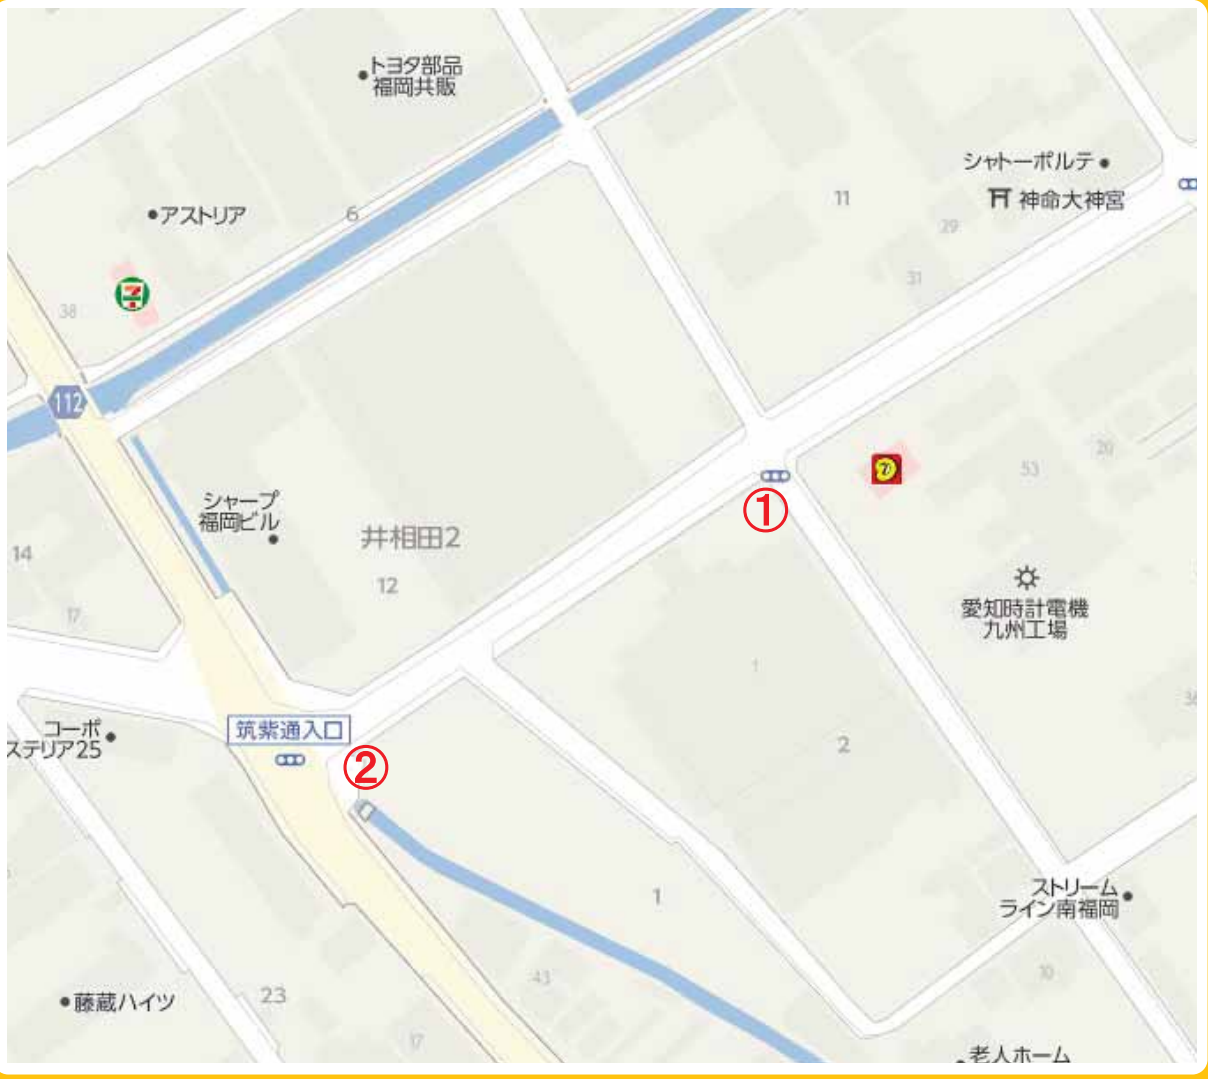 トヨタ部品
福岡共販
シャトーポルテ
神命大神宮
11
29
31
アストリア
6
7
38
112
シャープ
福岡ビル
14
17
井相田2
12
①
53
20
愛知時計電機
九州工場
1
2
筑紫通入口
コーポ
ステリア25
②
1
ストリーム
ライン南福岡
43
10
藤蔵ハイツ
23
17
老人ホーム